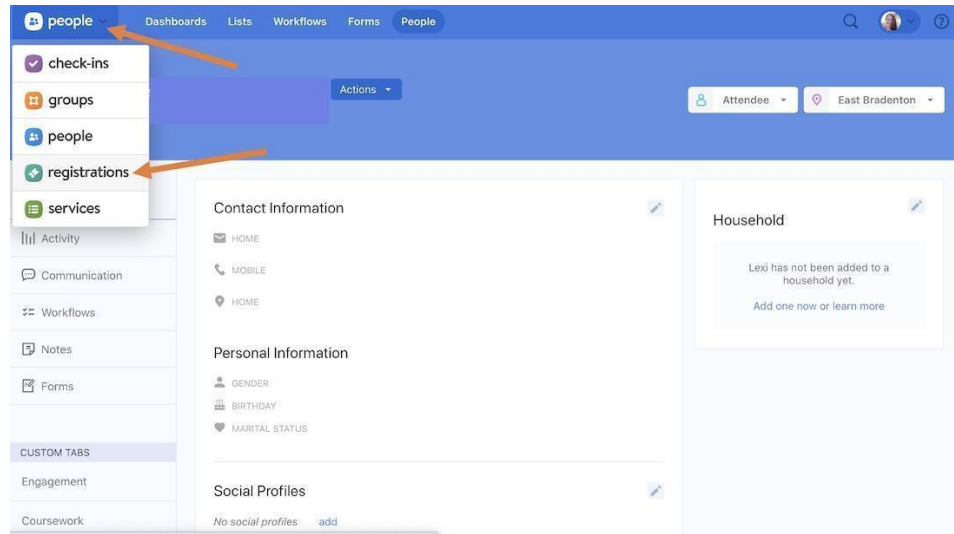 people
Dashboards Lists Workflows Forms People
check-ins
groups
people
registrations
services
Actions
Attendee
East Bradenton
Activity
Communication
Workflows
Notes
Forms
CUSTOM TABS
Engagement
Coursework
Contact Information
HOME
MOBILE
HOME
Personal Information
GENDER
BIRTHDAY
MARITAL STATUS
Social Profiles
No social profiles add
Household
Lexi has not been added to a
household yet.
Add one now or learn more